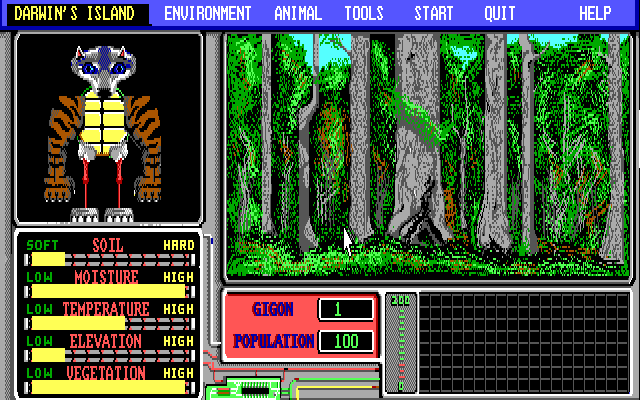 DARWIN'S ISLAND ENVIRONMENT ANIMAL TOOLS START QUIT HELP
SOFT SOIL HARD
LOW MOISTURE HIGH
LOW TEMPERATURE HIGH
LOW ELEVATION HIGH
LOW VEGETATION HIGH
GIGON 1
POPULATION 100
200
0